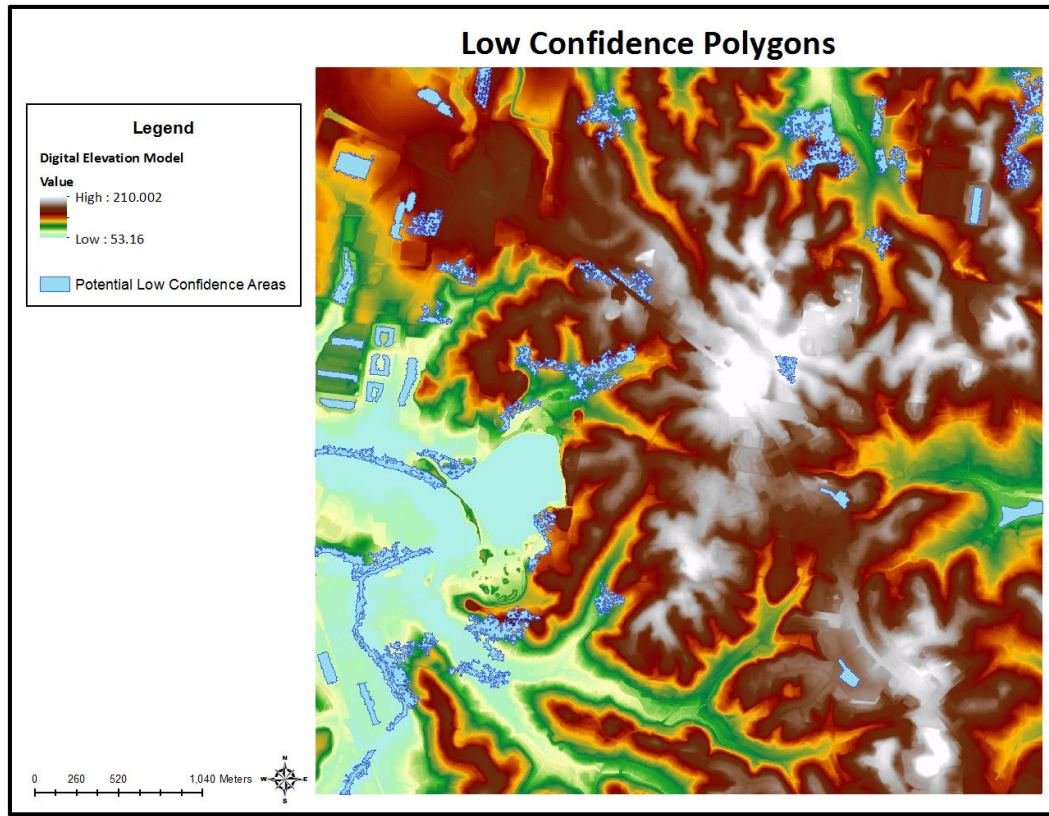 Low Confidence Polygons
Legend
Digital Elevation Model
Value
High : 210.002
Low : 53.16
Potential Low Confidence Areas
0 260 520 1,040 Meters
N
W E
S